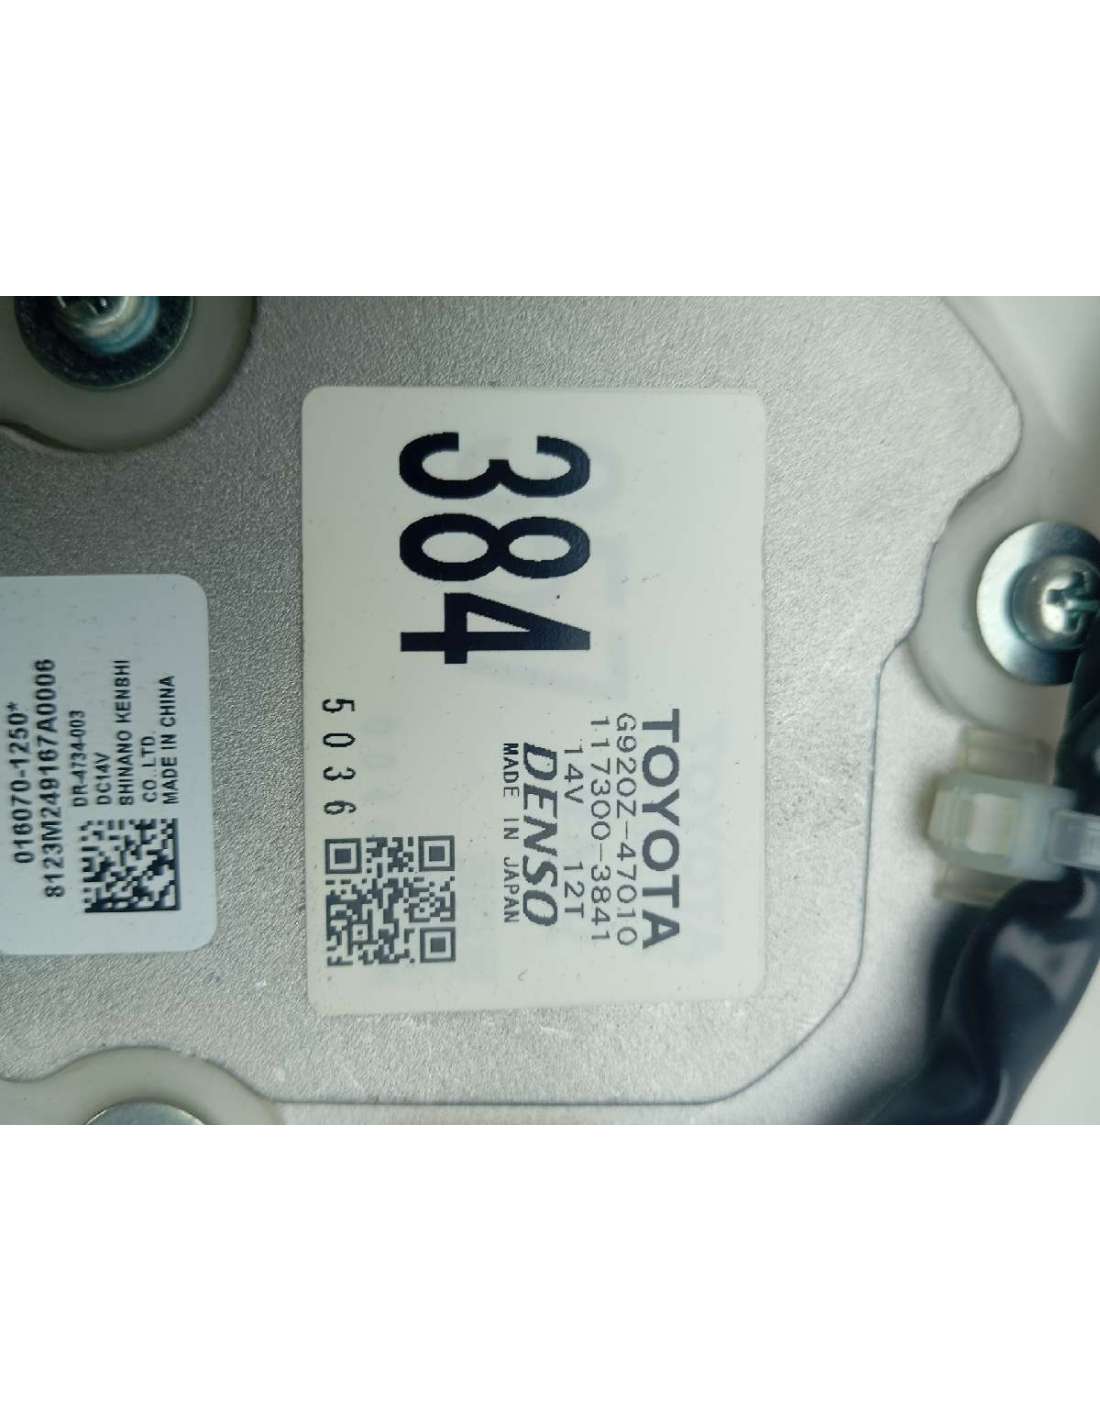 384
TOYOTA
G920Z-47010
117300-3841
14V 12T
DENSO
MADE IN JAPAN
5036
016070-1250*
8123M249167A0006
DR-4734-003
DC14V
SHINANO KENSHI
CO. LTD.
MADE IN CHINA